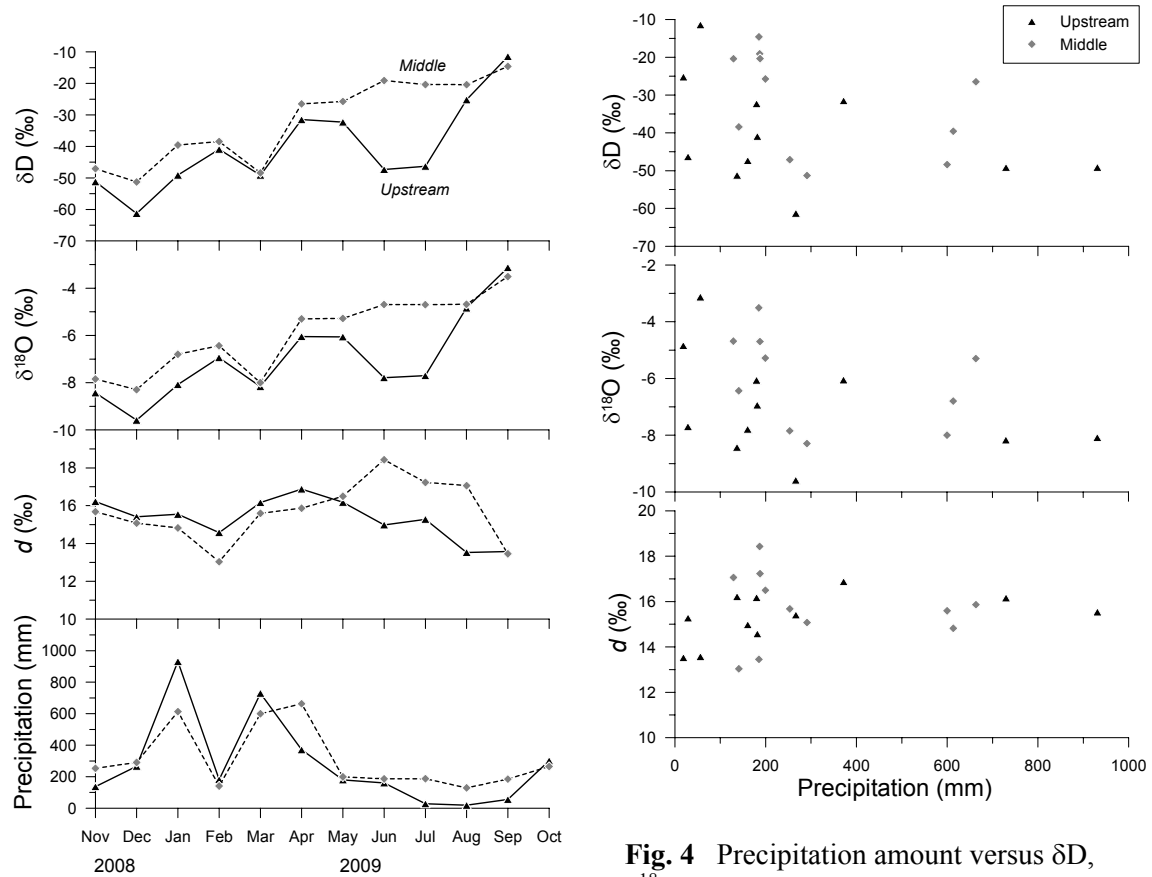 -10
-20
-30
-40
-50
-60
-70
δD (‰)
Middle
Upstream
-4
-6
-8
-10
δ18O (‰)
18
16
14
12
10
d (‰)
1000
800
600
400
200
0
Precipitation (mm)
Nov Dec Jan Feb Mar Apr May Jun Jul Aug Sep Oct
2008 2009
Upstream
Middle
-10
-20
-30
-40
-50
-60
-70
δD (‰)
-2
-4
-6
-8
-10
δ18O (‰)
20
18
16
14
12
10
d (‰)
0 200 400 600 800 1000
Precipitation (mm)
Fig. 4 Precipitation amount versus δD,
18